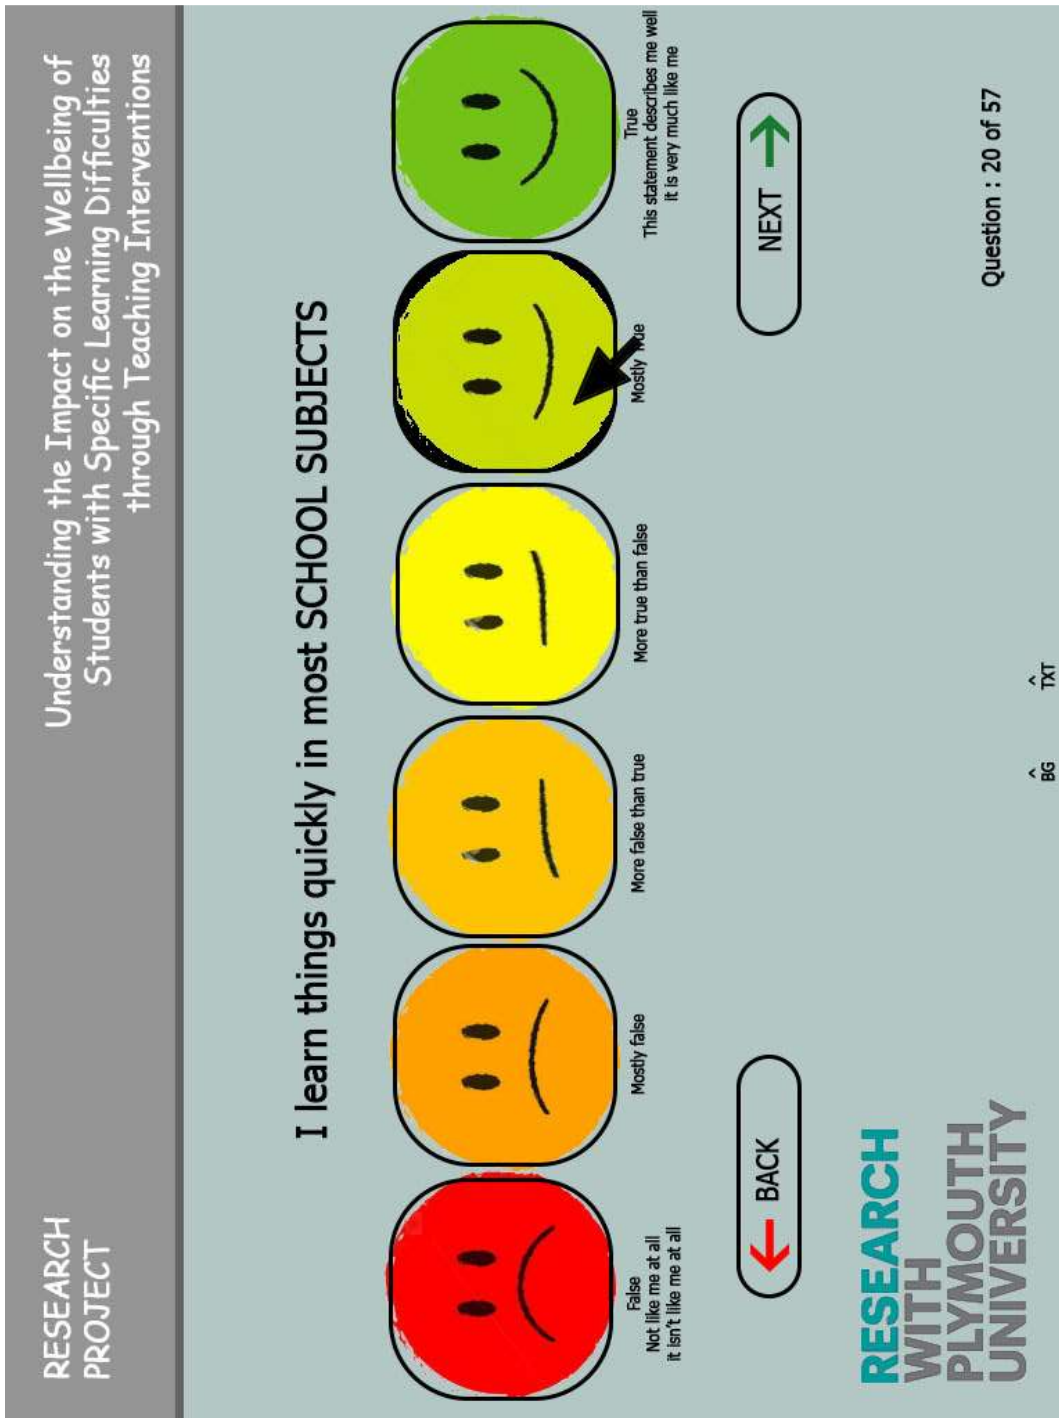 RESEARCH
PROJECT
Understanding the Impact on the Wellbeing of
Students with Specific Learning Difficulties
through Teaching Interventions
I learn things quickly in most SCHOOL SUBJECTS
False
Not like me at all
it isn't like me at all
Mostly false
More false than true
More true than false
Mostly
True
This statement describes me well
it is very much like me
BACK
NEXT
RESEARCH
WITH
PLYMOUTH
UNIVERSITY
Question : 20 of 57
^ ^
BG TXT